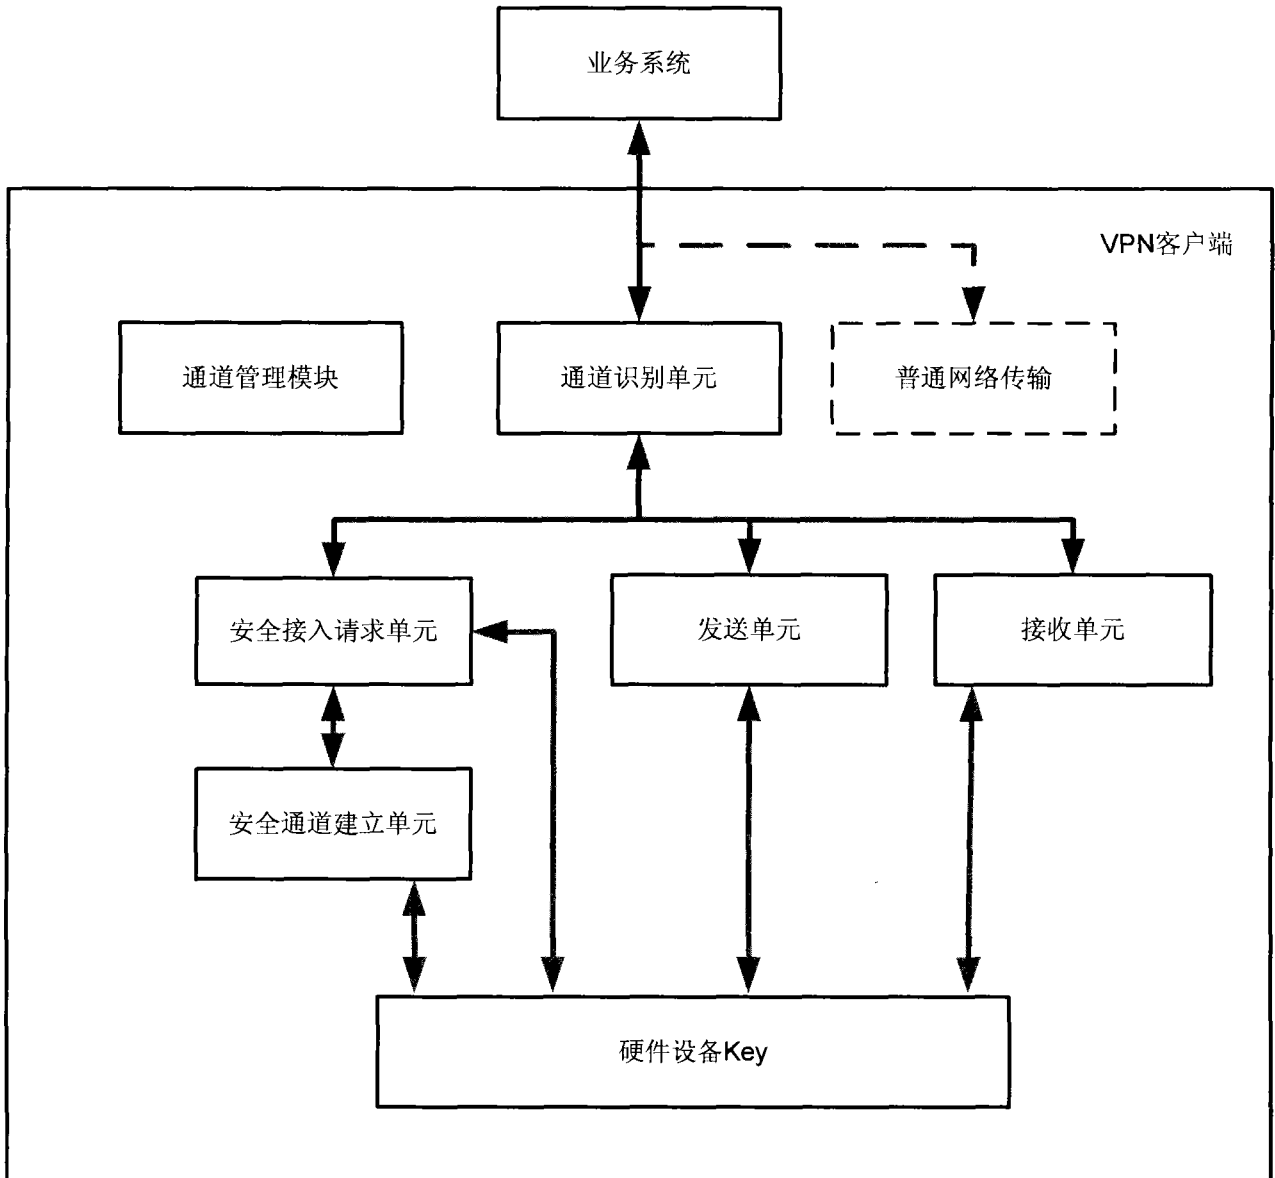 业务系统
VPN客户端
通道管理模块
通道识别单元
普通网络传输
安全接入请求单元
发送单元
接收单元
安全通道建立单元
硬件设备Key